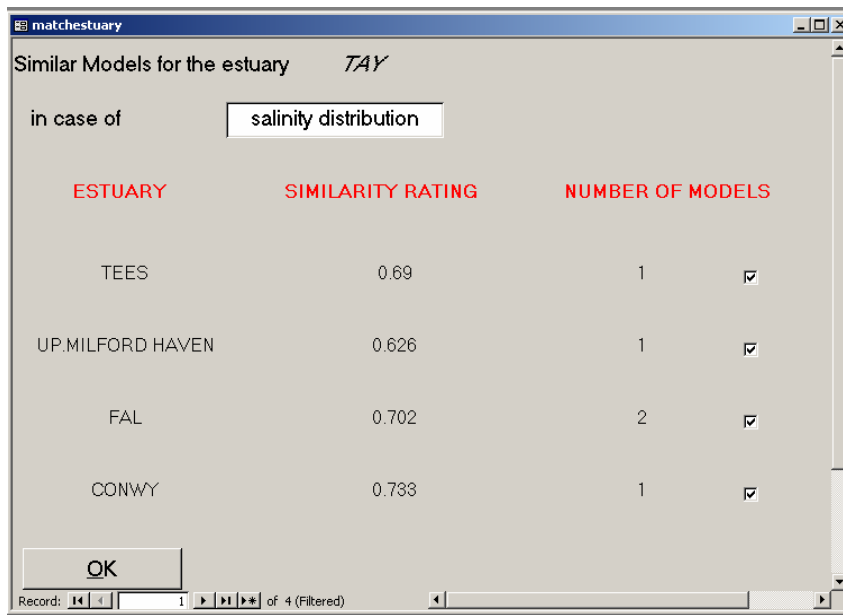 matchestuary
Similar Models for the estuary TAY
in case of salinity distribution
ESTUARY SIMILARITY RATING NUMBER OF MODELS
TEES 0.69 1
UP.MILFORD HAVEN 0.626 1
FAL 0.702 2
CONWY 0.733 1
OK
Record: 1 of 4 (Filtered)